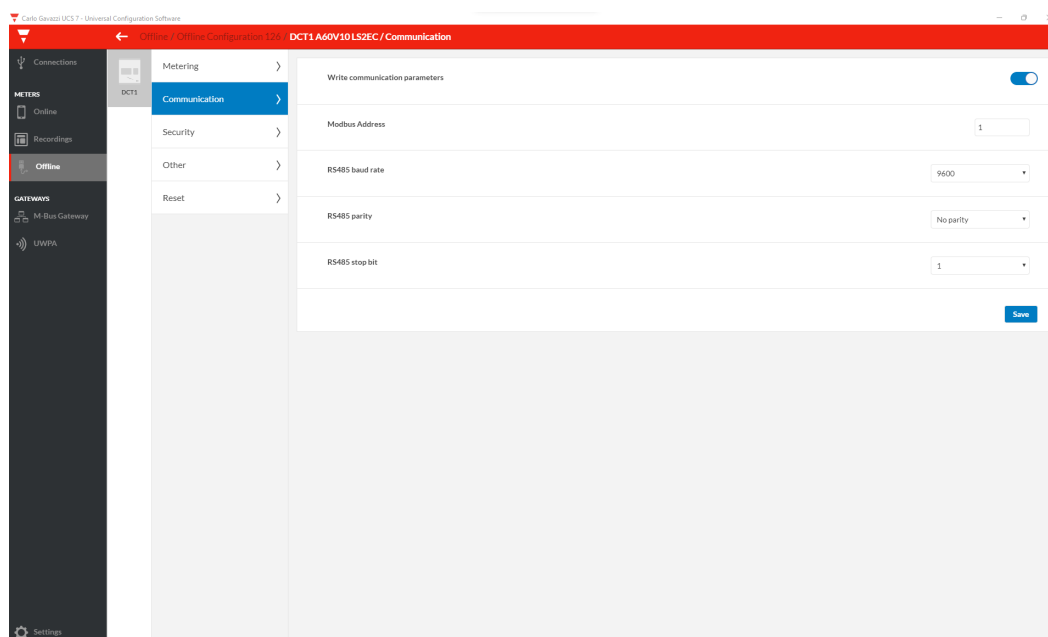 Carlo Gavazzi UCS 7 - Universal Configuration Software
Offline / Offline Configuration 126 / DCT1 A60V10 LS2EC / Communication
Connections
METERS
Online
Recordings
Offline
GATEWAYS
M-Bus Gateway
UWPA
Settings
DCT1
Metering
Communication
Security
Other
Reset
Write communication parameters
Modbus Address 1
RS485 baud rate 9600
RS485 parity No parity
RS485 stop bit 1
Save